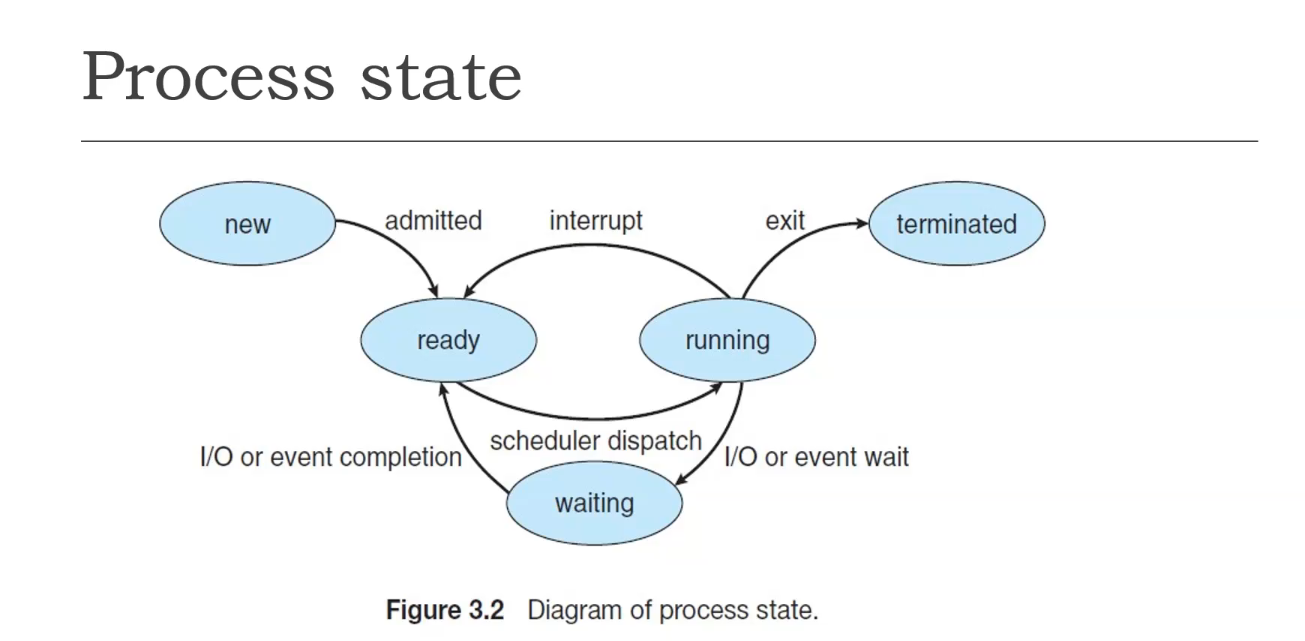 Process state
new
admitted
interrupt
exit
terminated
ready
running
scheduler dispatch
I/O or event completion
I/O or event wait
waiting
Figure 3.2 Diagram of process state.